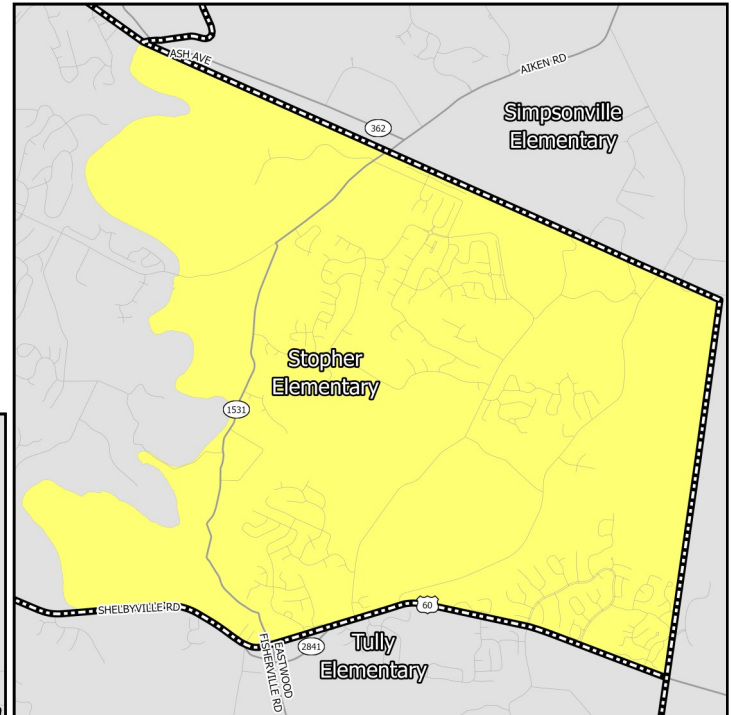 ASH AVE
AIKEN RD
Simpsonville
Elementary
362
Stopher
Elementary
1531
SHELBYVILLE RD
60
2841
Tully
Elementary
EASTWOOD
FISHERVILLE RD